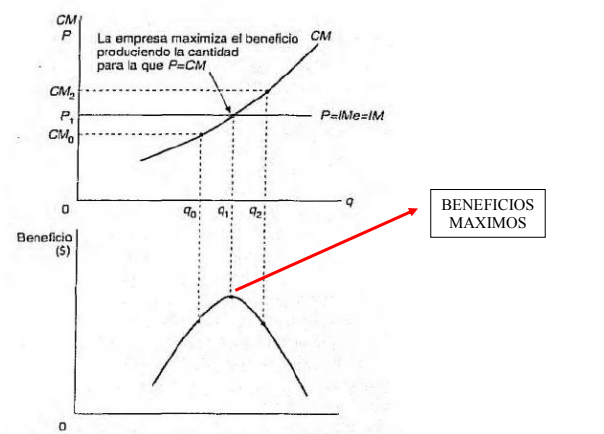 CM
P
La empresa maximiza el beneficio
produciendo la cantidad
para la que P=CM
CM
CM₂
P₁
P=IMe=IM
CM₀
0
q₀
q₁
q₂
q
BENEFICIOS
MAXIMOS
Beneficio
($)
0